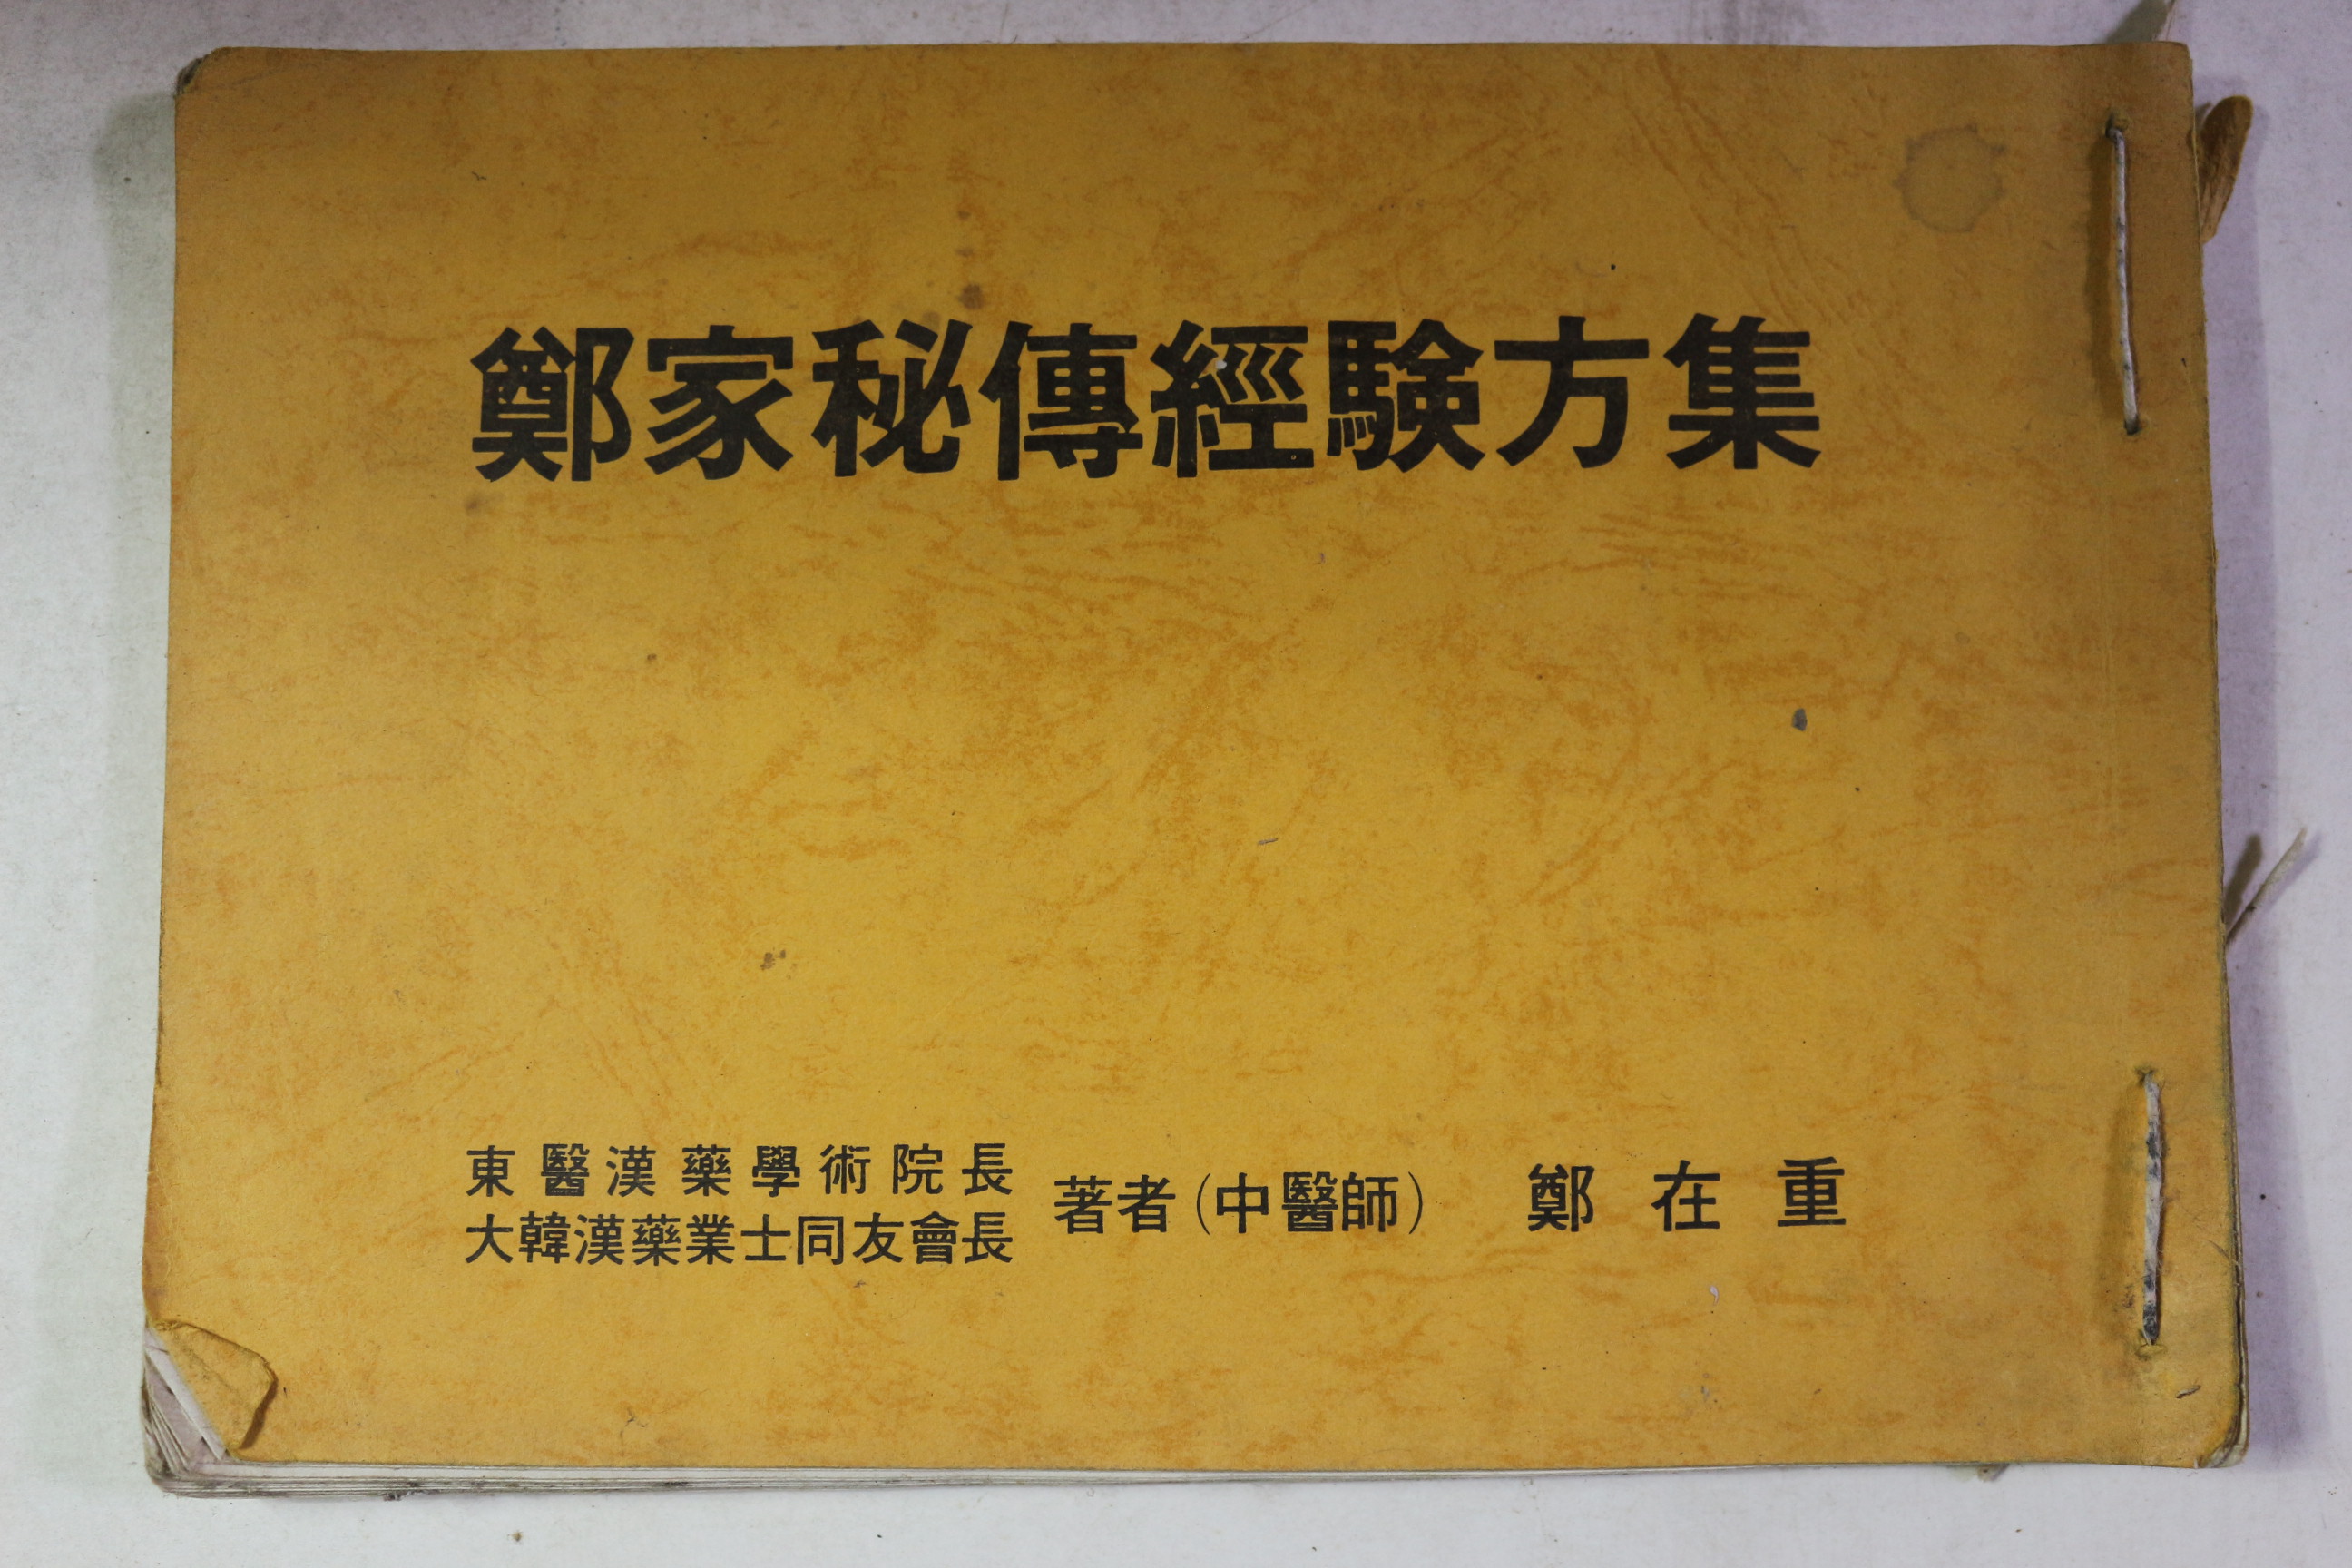 鄭家秘傳經験方集
東醫漢藥學術院長
大韓漢藥業士同友會長
著者(中醫師) 鄭在重